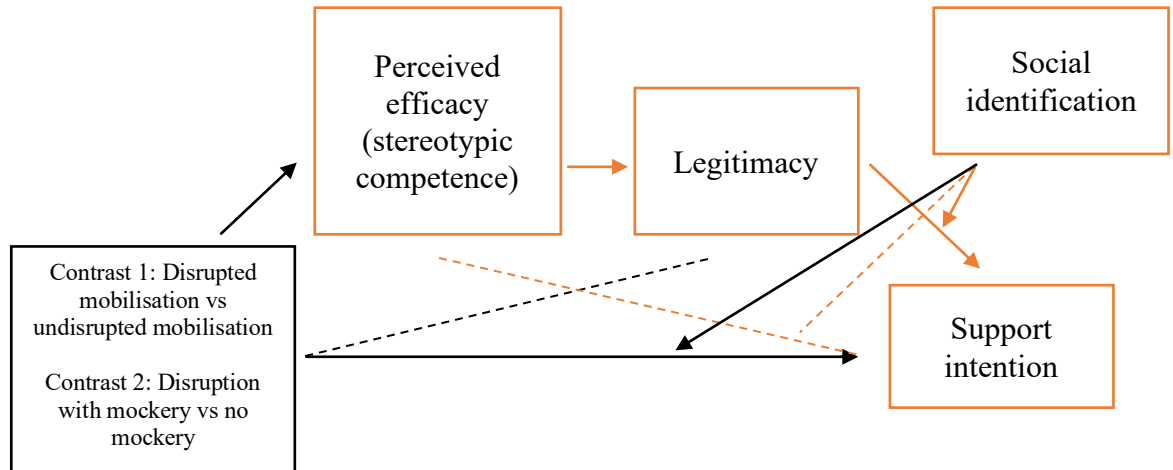 Perceived
efficacy
(stereotypic
competence)
Legitimacy
Social
identification
Contrast 1: Disrupted
mobilisation vs
undisrupted mobilisation
Contrast 2: Disruption
with mockery vs no
mockery
Support
intention